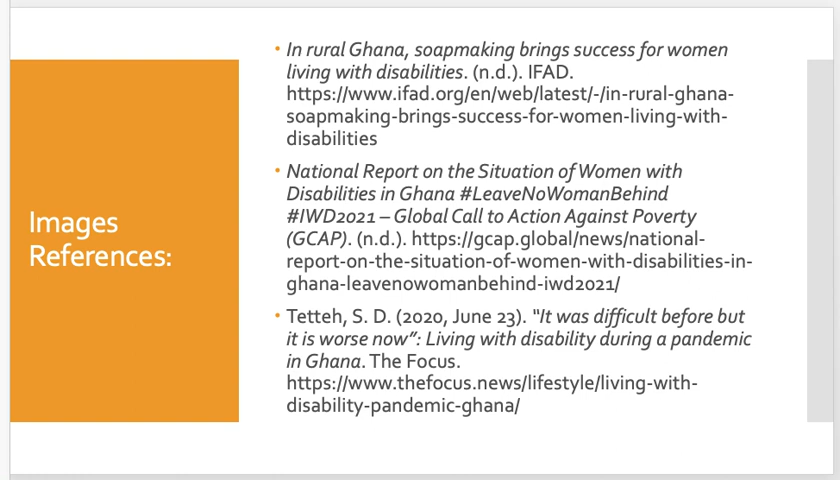 Images
References:
• In rural Ghana, soapmaking brings success for women
living with disabilities. (n.d.). IFAD.
https://www.ifad.org/en/web/latest/-/in-rural-ghana-
soapmaking-brings-success-for-women-living-with-
disabilities
• National Report on the Situation of Women with
Disabilities in Ghana #LeaveNoWomanBehind
#IWD2021 – Global Call to Action Against Poverty
(GCAP). (n.d.). https://gcap.global/news/national-
report-on-the-situation-of-women-with-disabilities-in-
ghana-leavenowomanbehind-iwd2021/
• Tetteh, S. D. (2020, June 23). “It was difficult before but
it is worse now”: Living with disability during a pandemic
in Ghana. The Focus.
https://www.thefocus.news/lifestyle/living-with-
disability-pandemic-ghana/